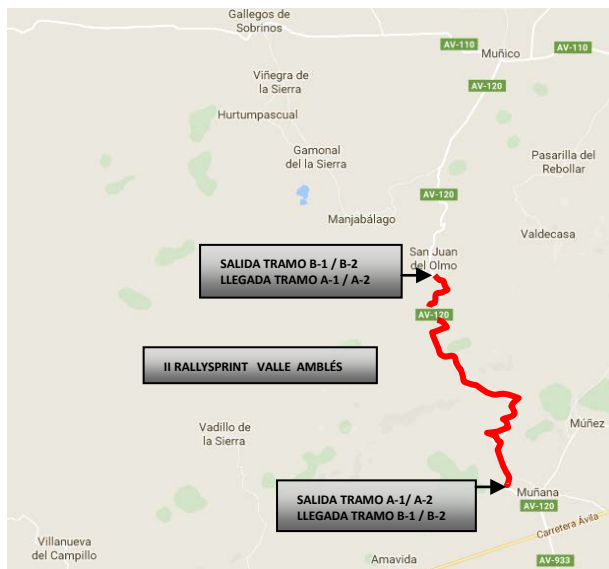 Gallegos de
Sobrinos
AV-110
AV-110
Muñico
Viñegra de
la Sierra
AV-120
Hurtumpascual
Gamonal
del la Sierra
Pasarilla del
Rebollar
AV-120
Manjabálago
Valdecasa
San Juan
del Olmo
SALIDA TRAMO B-1 / B-2
LLEGADA TRAMO A-1 / A-2
AV-120
II RALLYSPRINT VALLE AMBLÉS
Vadillo de
la Sierra
Múñez
SALIDA TRAMO A-1/ A-2
LLEGADA TRAMO B-1 / B-2
Muñana
AV-120
Carretera Ávila
Villanueva
del Campillo
Amavida
AV-933